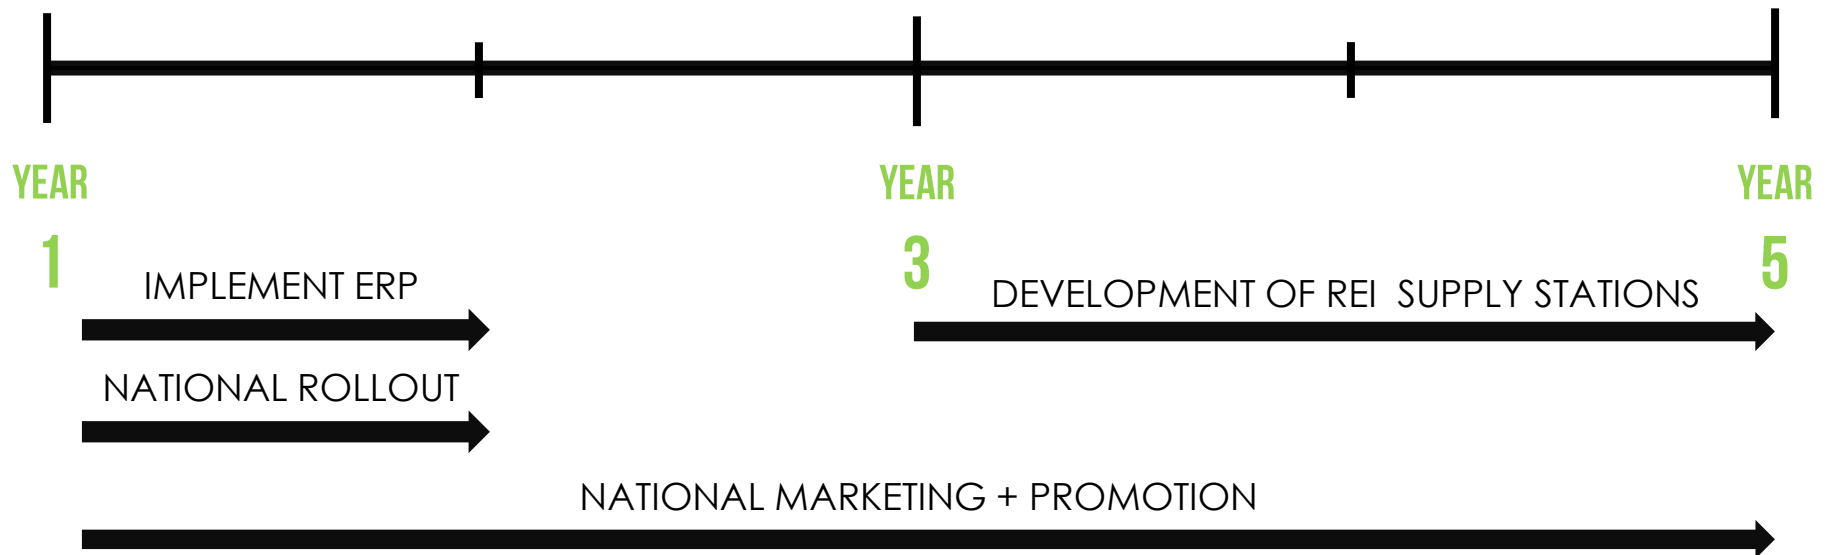 YEAR YEAR YEAR
1 3 5
IMPLEMENT ERP
DEVELOPMENT OF REI  SUPPLY STATIONS
NATIONAL ROLLOUT
NATIONAL MARKETING + PROMOTION